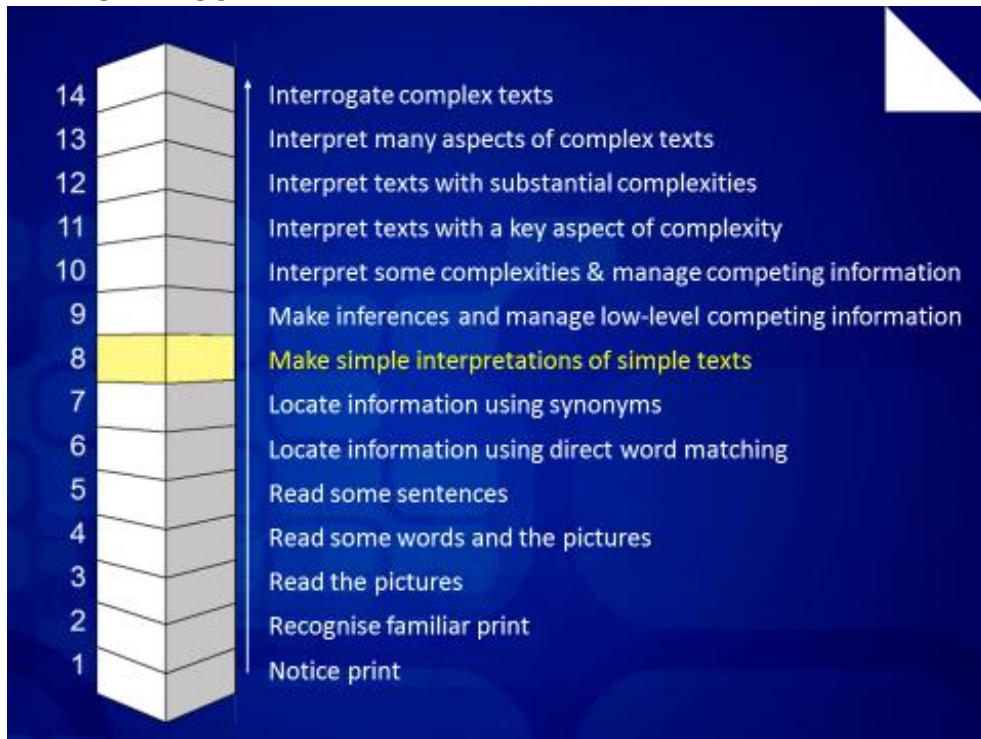 14 Interrogate complex texts
13 Interpret many aspects of complex texts
12 Interpret texts with substantial complexities
11 Interpret texts with a key aspect of complexity
10 Interpret some complexities & manage competing information
9 Make inferences and manage low-level competing information
8 Make simple interpretations of simple texts
7 Locate information using synonyms
6 Locate information using direct word matching
5 Read some sentences
4 Read some words and the pictures
3 Read the pictures
2 Recognise familiar print
1 Notice print